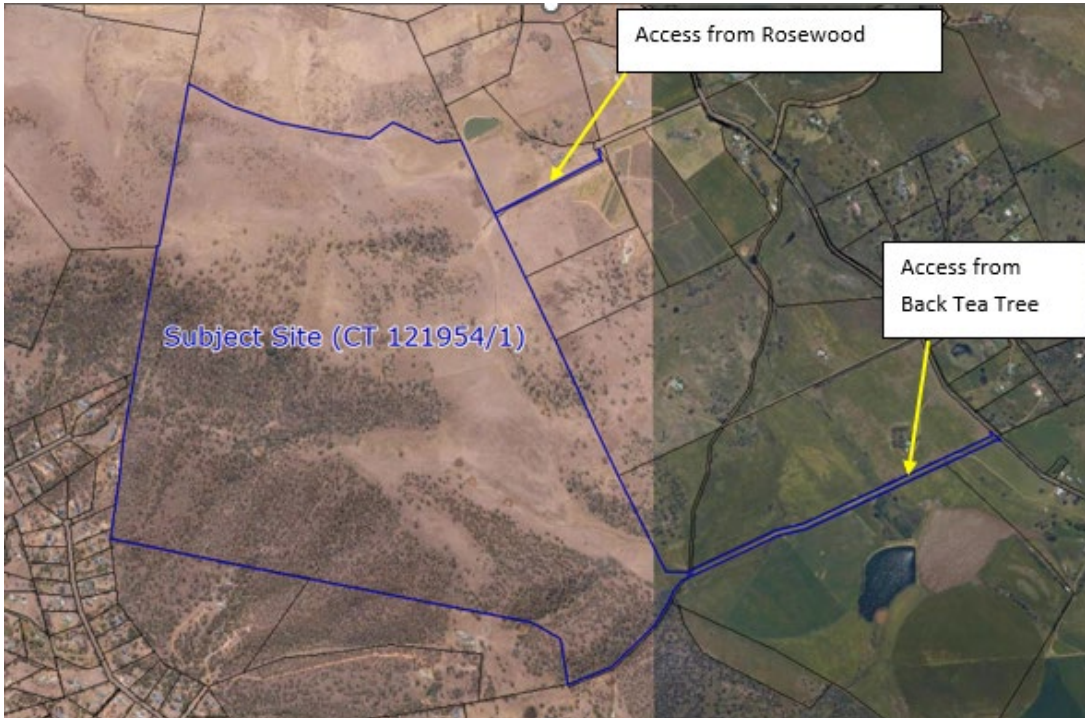 Access from Rosewood
Access from
Back Tea Tree
Subject Site (CT 121954/1)